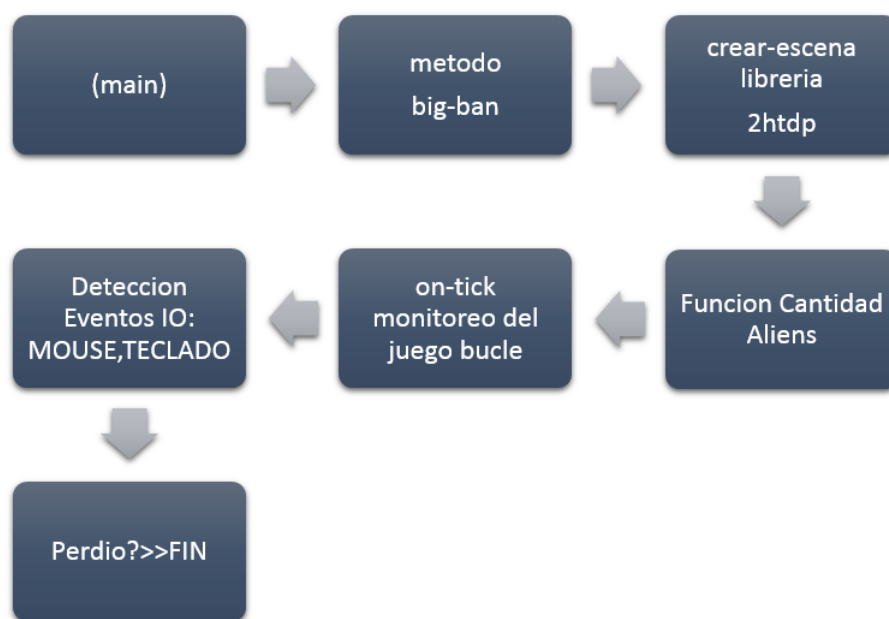 (main)
metodo
big-ban
crear-escena
libreria
2htdp
Funcion Cantidad
Aliens
on-tick
monitoreo del
juego bucle
Deteccion
Eventos IO:
MOUSE,TECLADO
Perdio?>>FIN